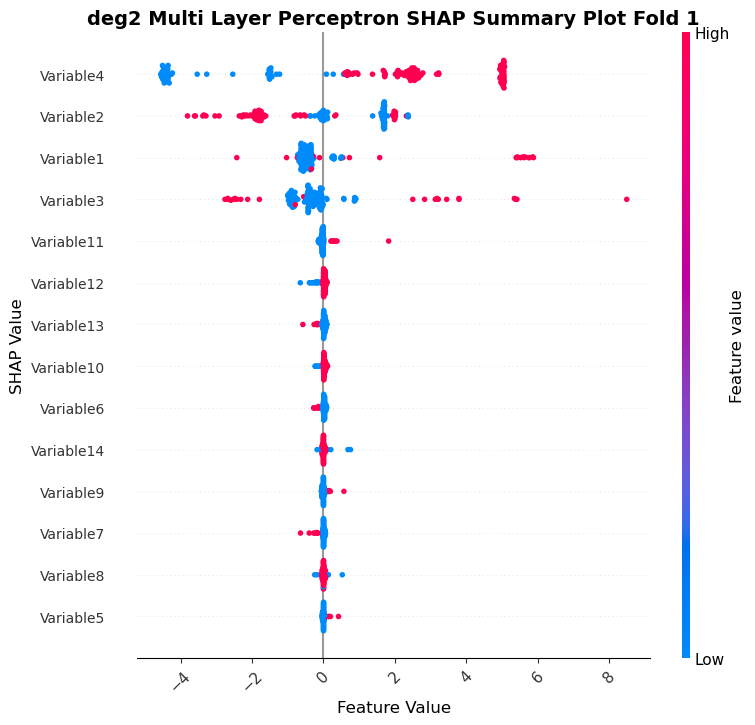 deg2 Multi Layer Perceptron SHAP Summary Plot Fold 1
High
Variable4
Variable2
Variable1
Variable3
Variable11
Variable12
Variable13
Variable10
Variable6
Variable14
Variable9
Variable7
Variable8
Variable5
SHAP Value
Feature value
Low
−4 −2 0 2 4 6 8
Feature Value